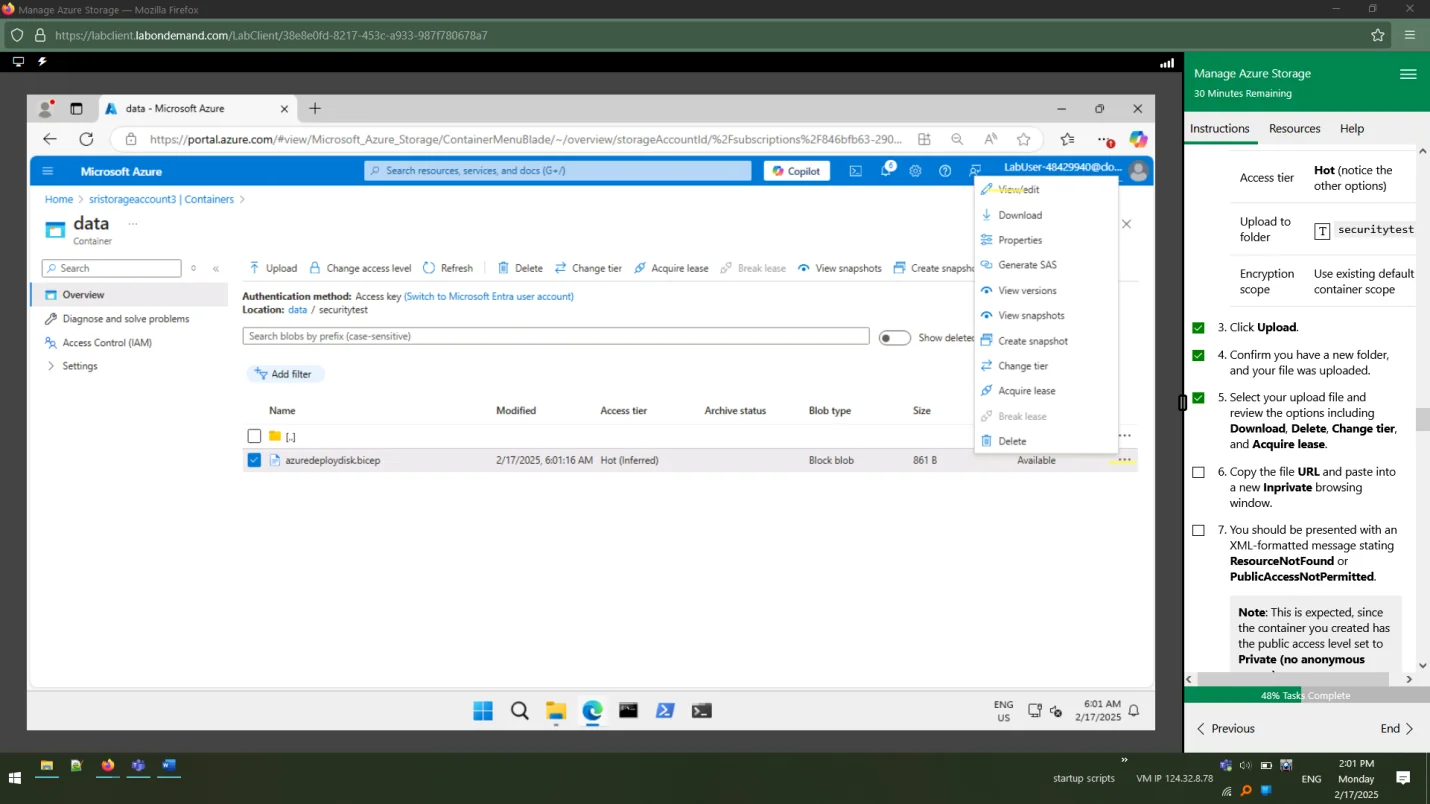 Manage Azure Storage — Mozilla Firefox
https://labclient.labondemand.com/LabClient/38e8e0fd-8217-453c-a933-987f780678a7
data - Microsoft Azure
https://portal.azure.com/#view/Microsoft_Azure_Storage/ContainerMenuBlade/~/overview/storageAccountId/%2Fsubscriptions%2F846bfb63-290...
Microsoft Azure
Search resources, services, and docs (G+/)
Copilot
6
LabUser-48429940@do...
Home > sristorageaccount3 | Containers >
data ...
Container
Search
Overview
Diagnose and solve problems
Access Control (IAM)
Settings
Upload
Change access level
Refresh
Delete
Change tier
Acquire lease
Break lease
View snapshots
Create snapsho
Authentication method: Access key (Switch to Microsoft Entra user account)
Location: data / securitytest
Search blobs by prefix (case-sensitive)
Show deleted
Add filter
Name Modified Access tier Archive status Blob type Size
[..]
azuredeploydisk.bicep 2/17/2025, 6:01:16 AM Hot (Inferred) Block blob 861 B Available
View/edit
Download
Properties
Generate SAS
View versions
View snapshots
Create snapshot
Change tier
Acquire lease
Break lease
Delete
ENG
US
6:01 AM
2/17/2025
Manage Azure Storage
30 Minutes Remaining
Instructions Resources Help
Access tier
Hot (notice the
other options)
Upload to
folder
T securitytest
Encryption
scope
Use existing default
container scope
3. Click Upload.
4. Confirm you have a new folder,
and your file was uploaded.
5. Select your upload file and
review the options including
Download, Delete, Change tier,
and Acquire lease.
6. Copy the file URL and paste into
a new Inprivate browsing
window.
7. You should be presented with an
XML-formatted message stating
ResourceNotFound or
PublicAccessNotPermitted.
Note: This is expected, since
the container you created has
the public access level set to
Private (no anonymous
48% Tasks Complete
Previous
End
startup scripts
VM IP 124.32.8.78
ENG
2:01 PM
Monday
2/17/2025